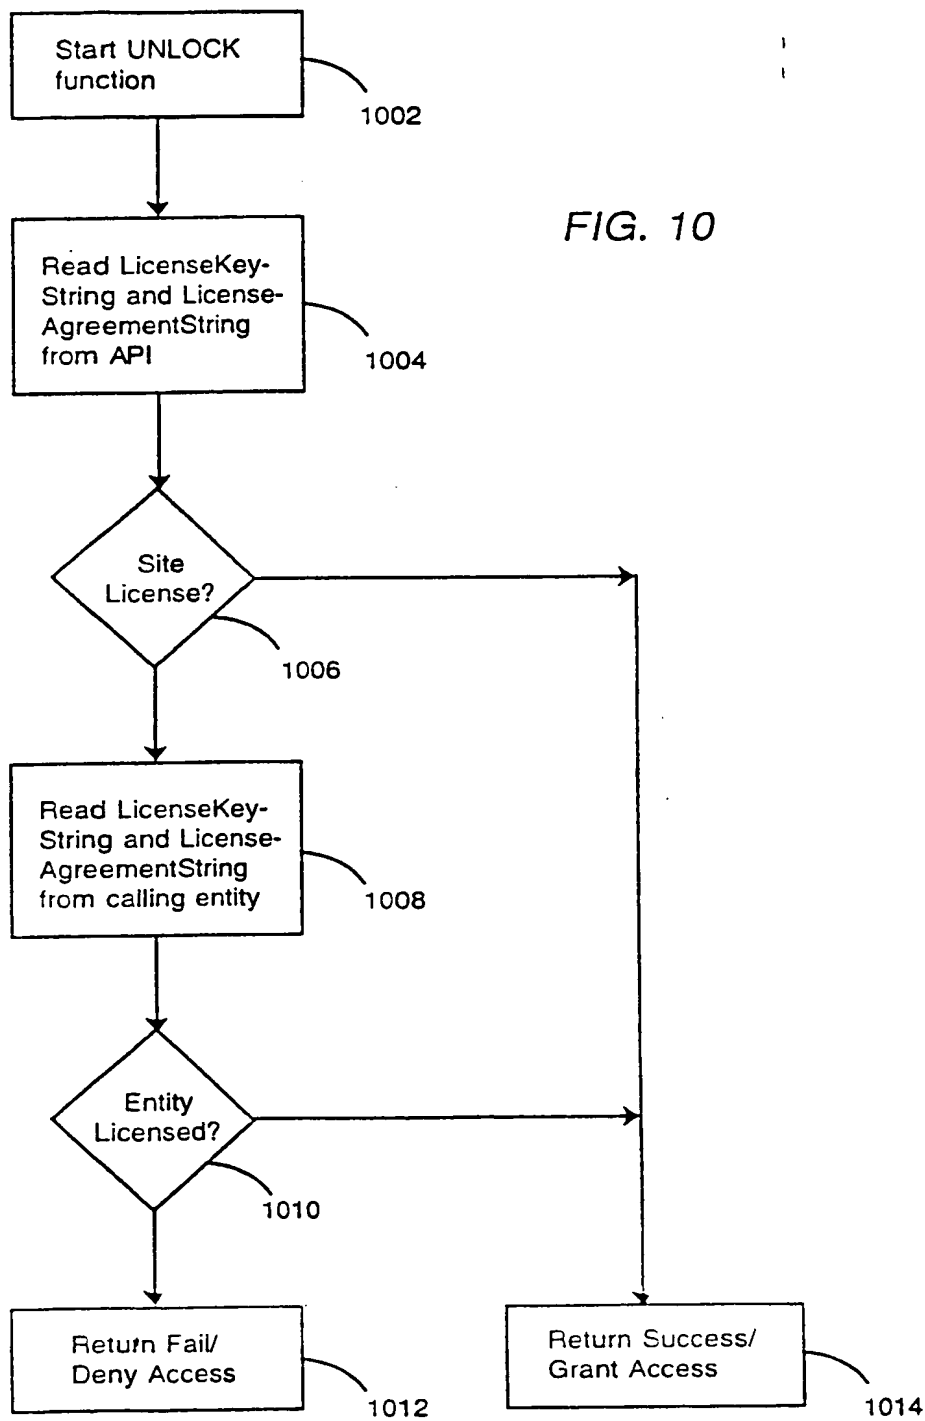 Start UNLOCK
function
1002
FIG. 10
Read LicenseKey-
String and License-
AgreementString
from API
1004
Site
License?
1006
Read LicenseKey-
String and License-
AgreementString
from calling entity
1008
Entity
Licensed?
1010
Return Fail/
Deny Access
1012
Return Success/
Grant Access
1014